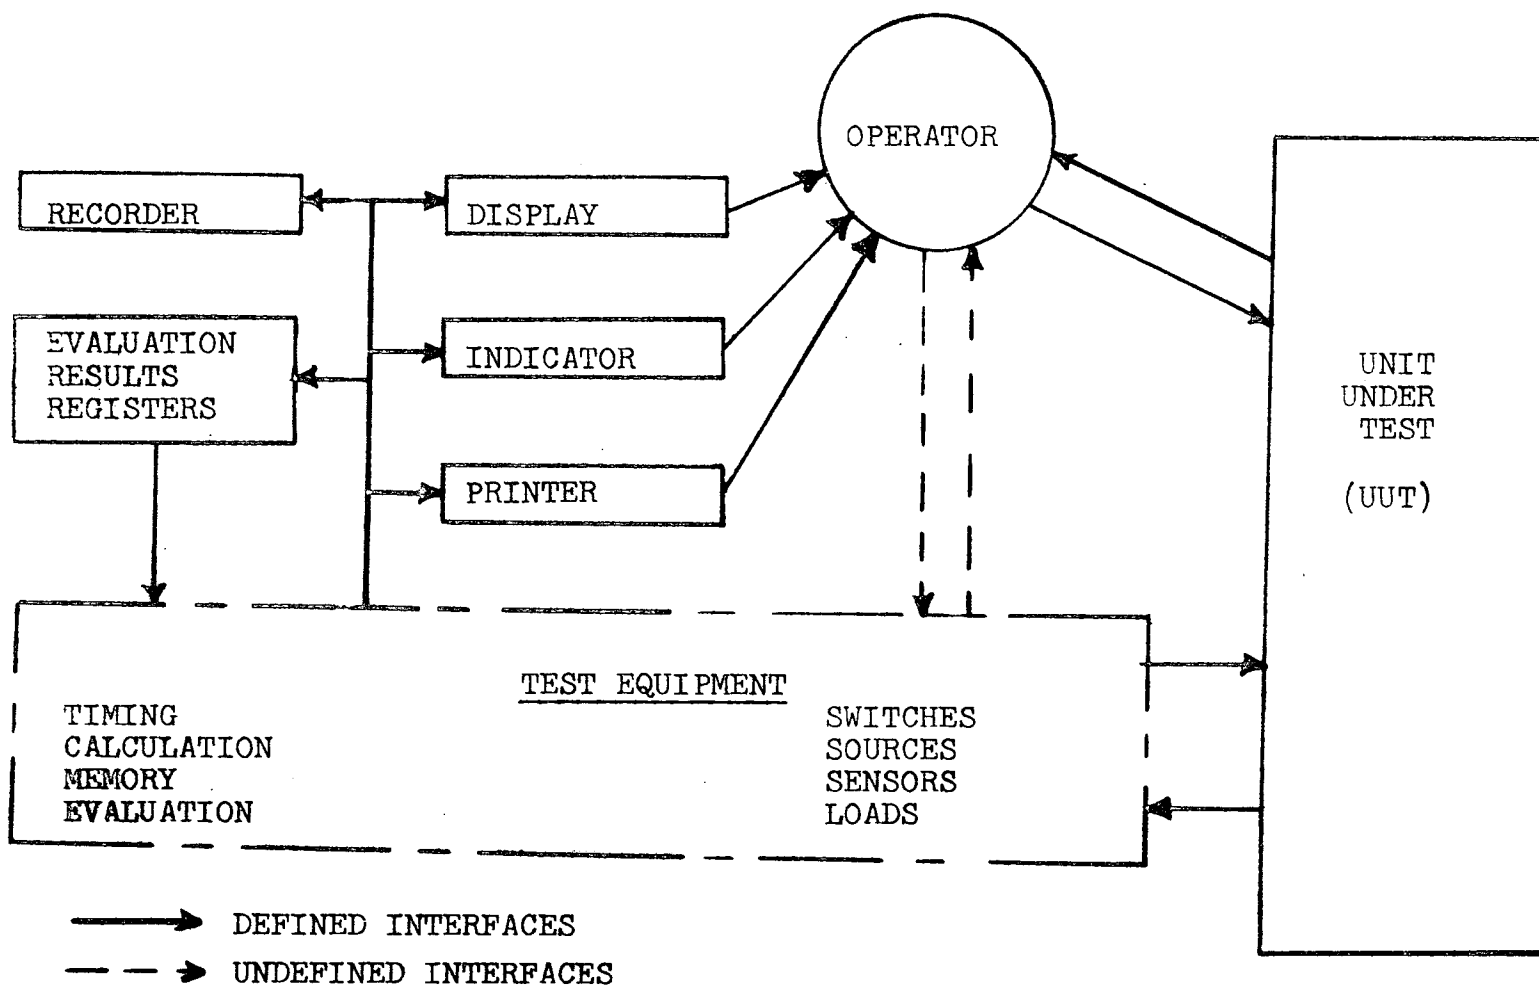 OPERATOR
RECORDER
DISPLAY
EVALUATION
RESULTS
REGISTERS
INDICATOR
PRINTER
UNIT
UNDER
TEST
(UUT)
TEST EQUIPMENT
TIMING
CALCULATION
MEMORY
EVALUATION
SWITCHES
SOURCES
SENSORS
LOADS
DEFINED INTERFACES
UNDEFINED INTERFACES